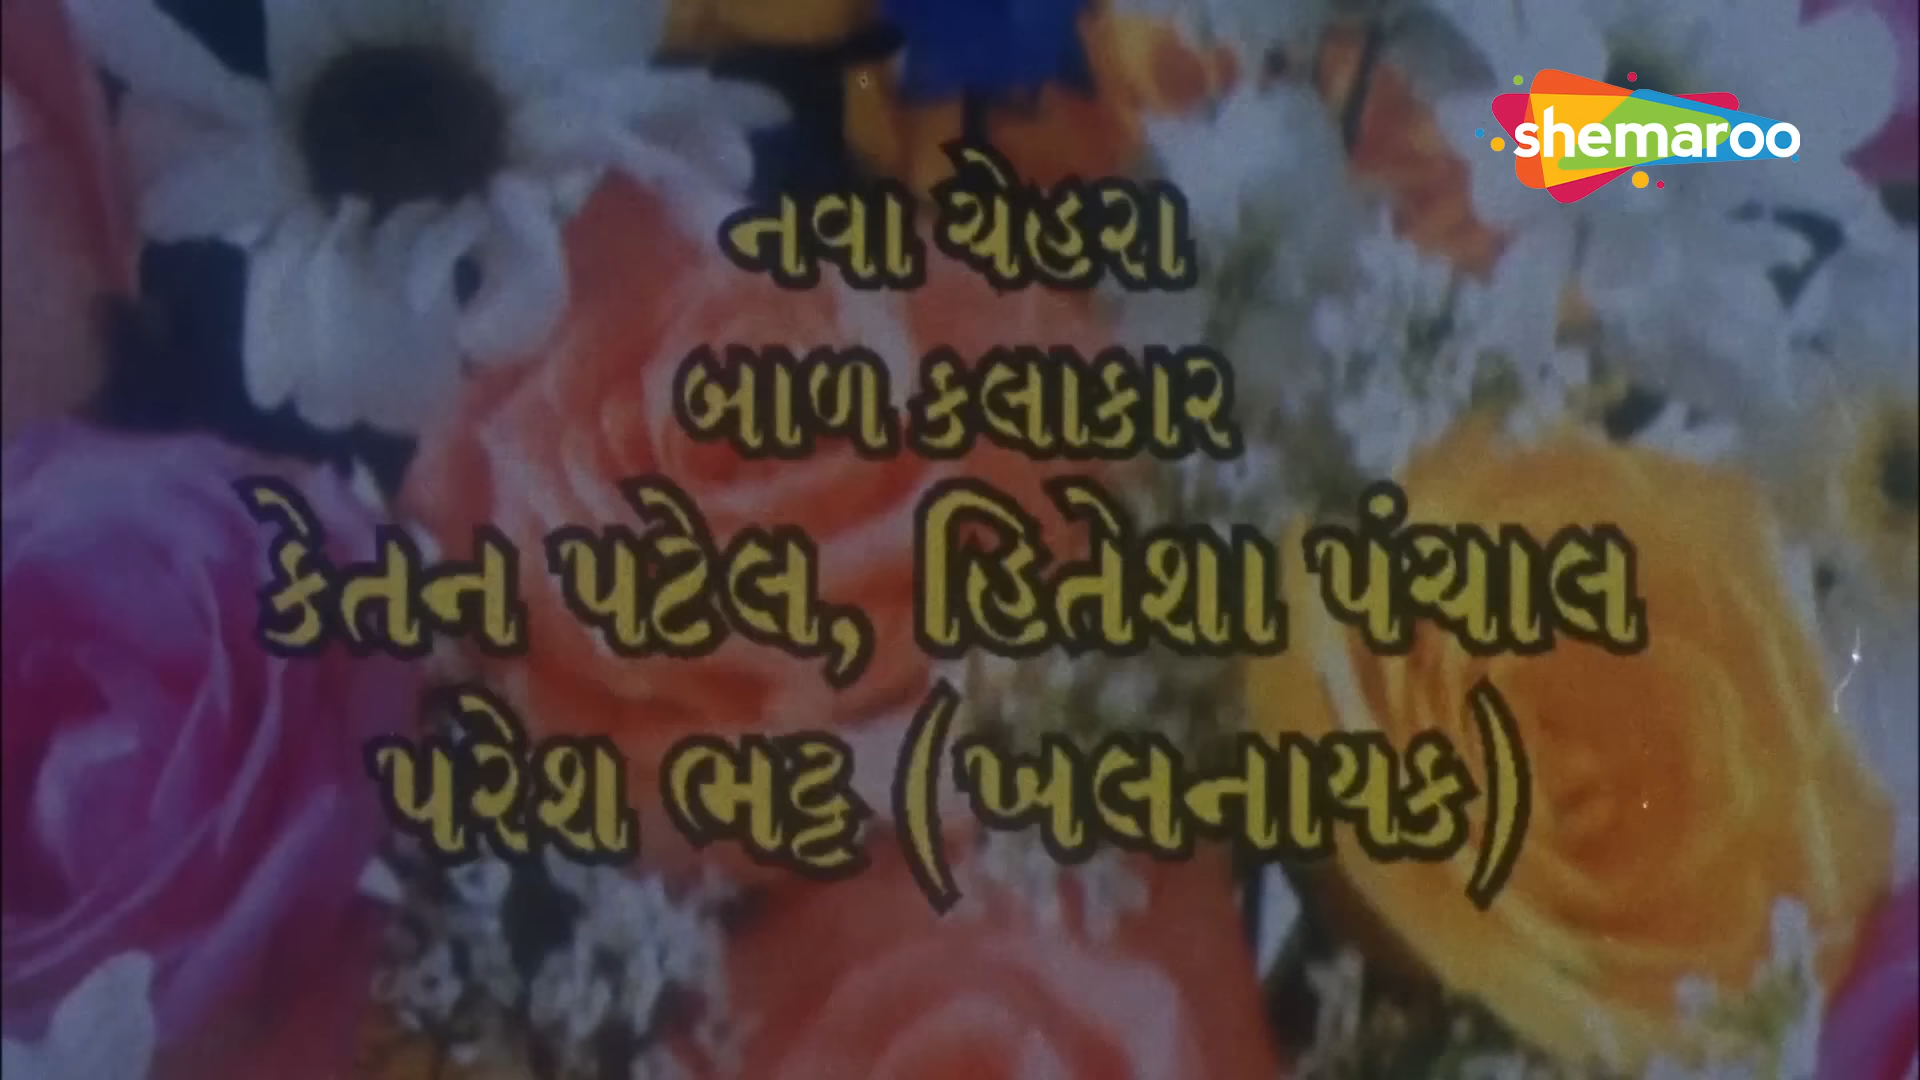 shemaroo
નવા ચેહરા
બાળ કલાકાર
કેતન પટેલ, હિતેશા પંચાલ
પરેશ ભટ્ટ (ખલનાયક)